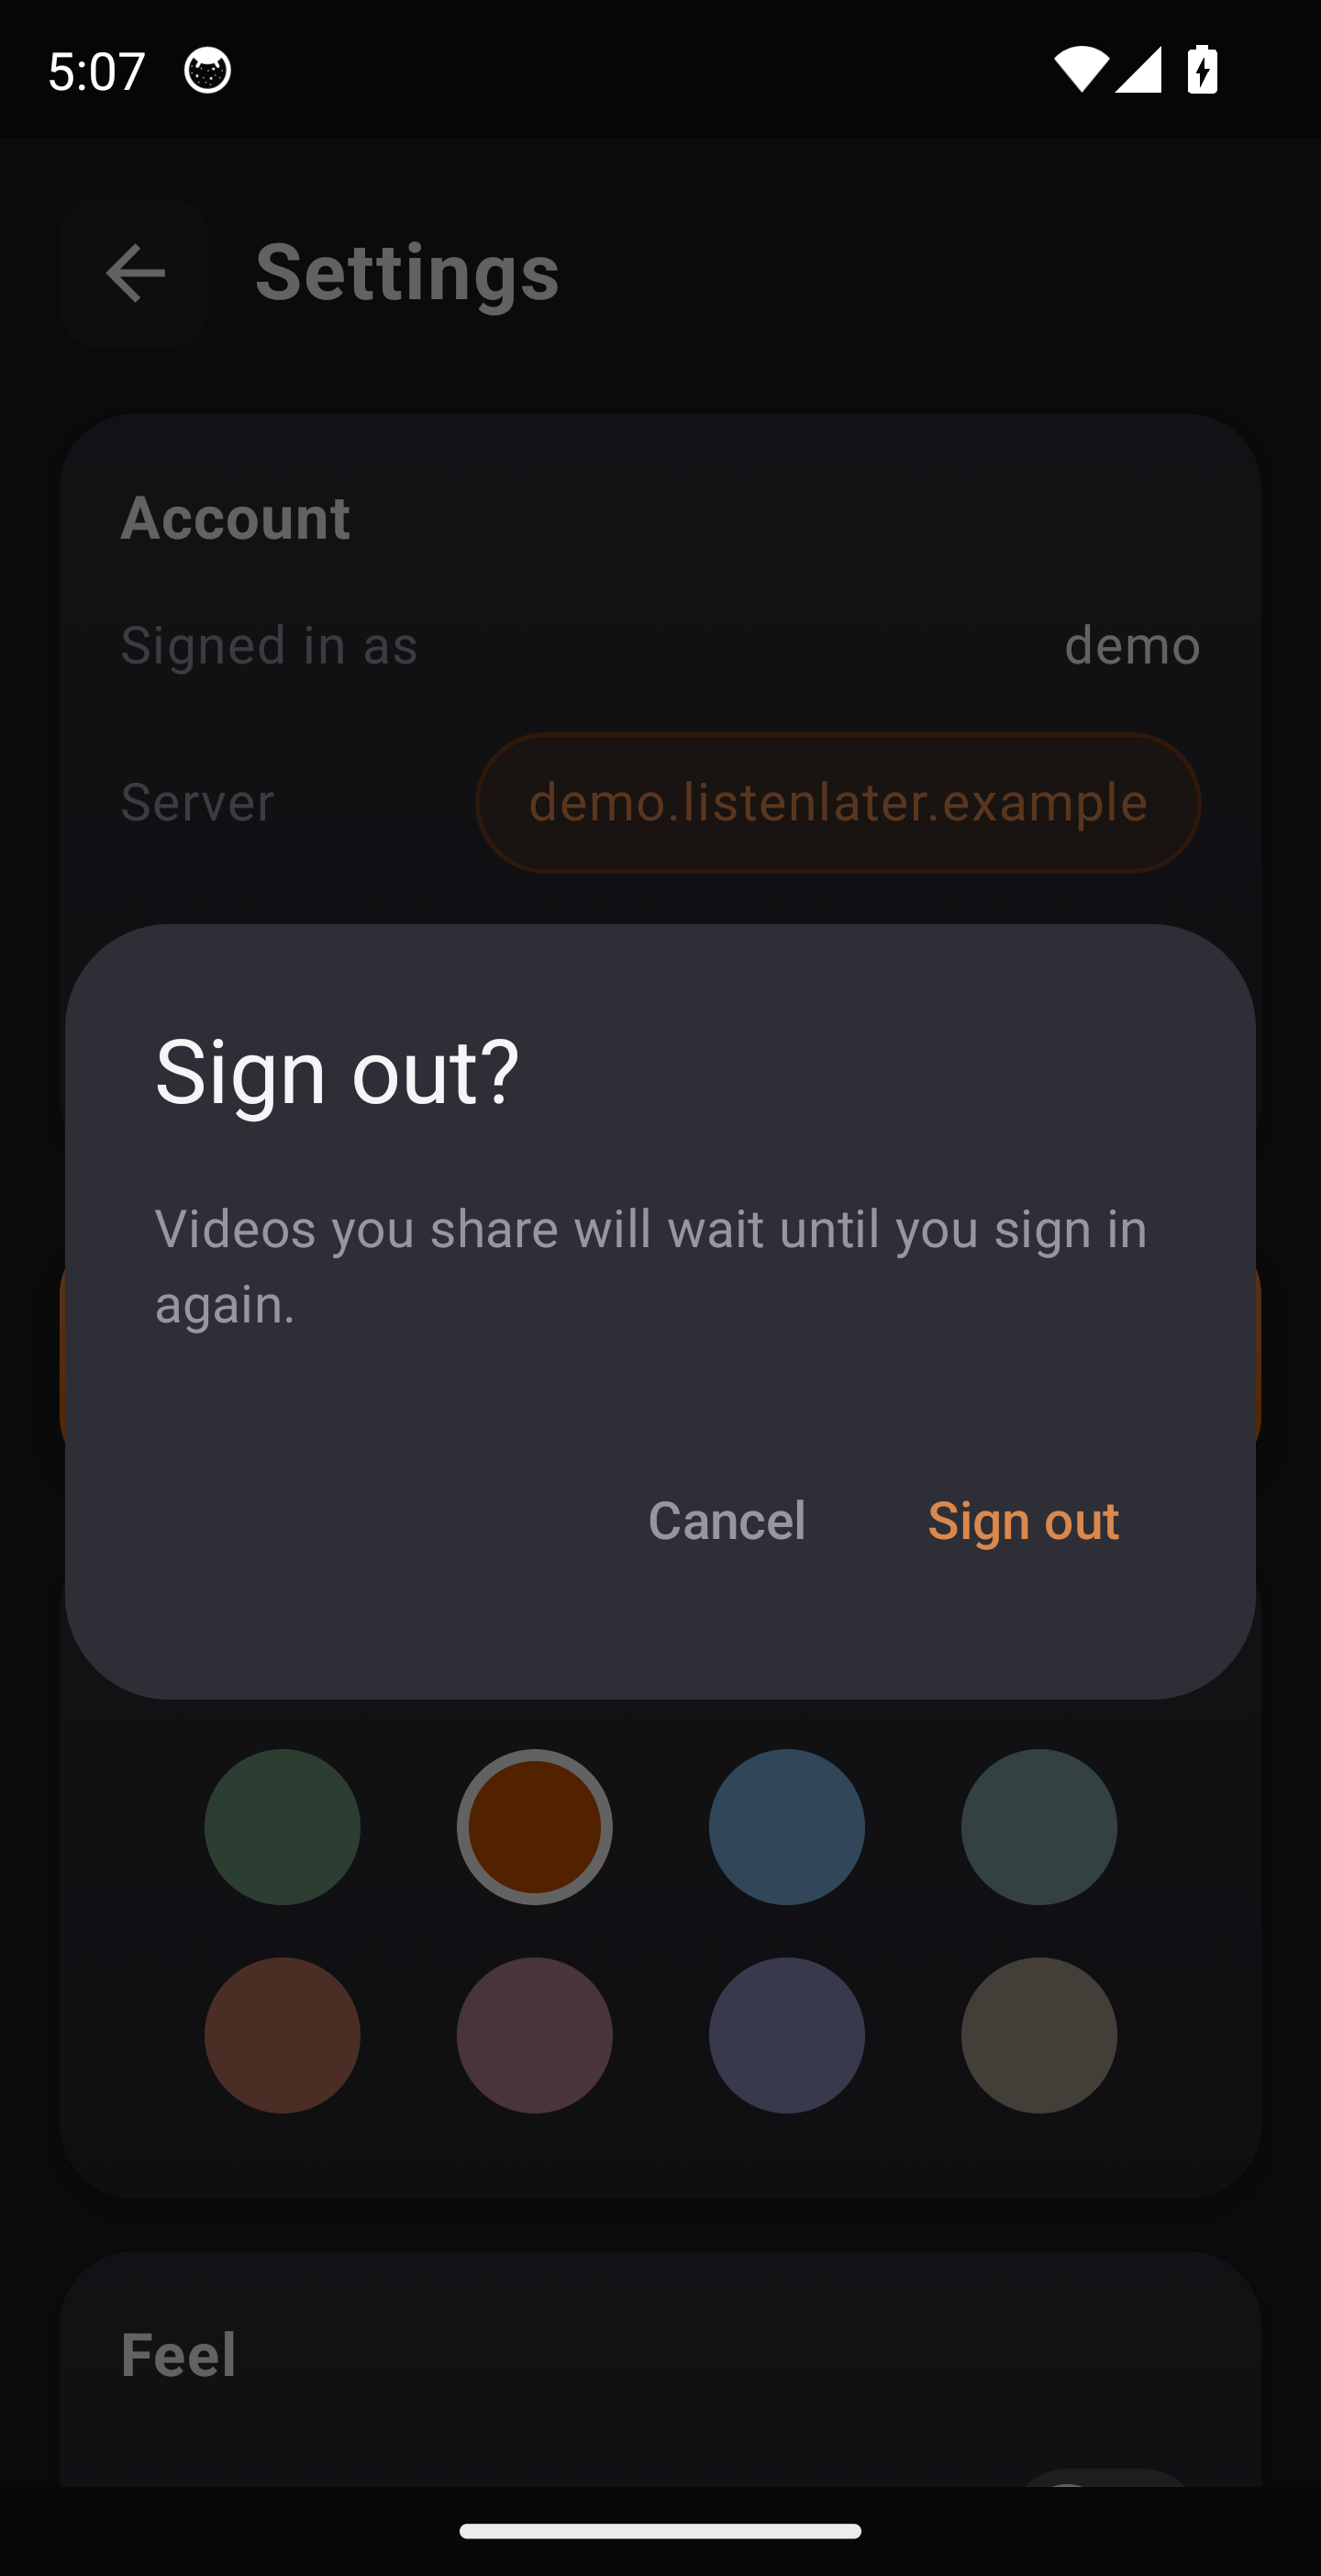 5:07
Settings
Account
Signed in as demo
Server demo.listenlater.example
Sign out?
Videos you share will wait until you sign in
again.
Cancel Sign out
Feel